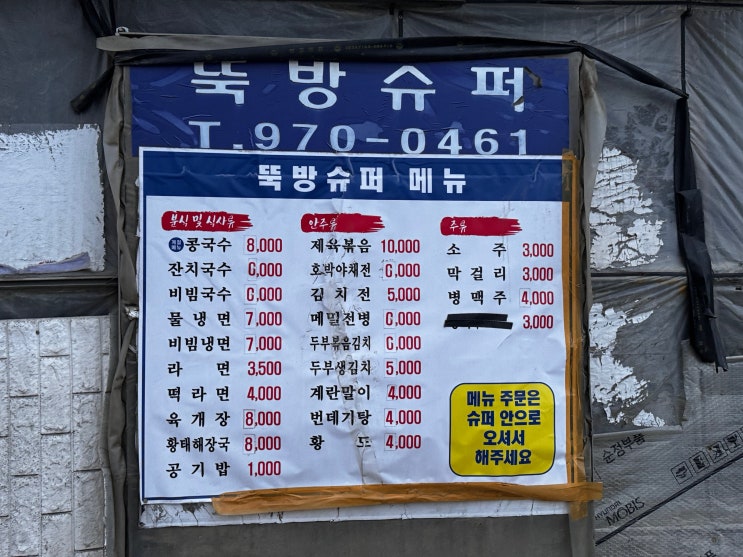 뚝방슈퍼
T.970-0461
뚝방슈퍼 메뉴
분식 및 식사류
콩국수 8,000
잔치국수 6,000
비빔국수 6,000
물냉면 7,000
비빔냉면 7,000
라면 3,500
떡라면 4,000
육개장 8,000
황태해장국 8,000
공기밥 1,000
안주류
제육볶음 10,000
호박야채전 6,000
김치전 5,000
메밀전병 6,000
두부볶음김치 6,000
두부생김치 5,000
계란말이 4,000
번데기탕 4,000
황도 4,000
주류
소주 3,000
막걸리 3,000
병맥주 4,000
3,000
메뉴 주문은
슈퍼 안으로
오셔서
해주세요
순정부품
HYUNDAI
MOBIS